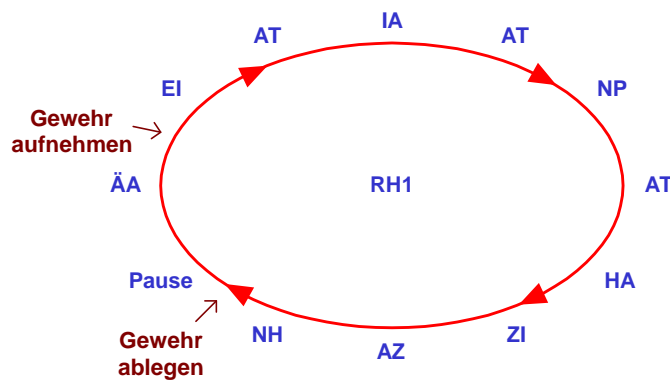 IA
AT
AT
EI
NP
Gewehr
aufnehmen
ÄA
RH1
AT
Pause
HA
Gewehr
ablegen
NH
AZ
ZI